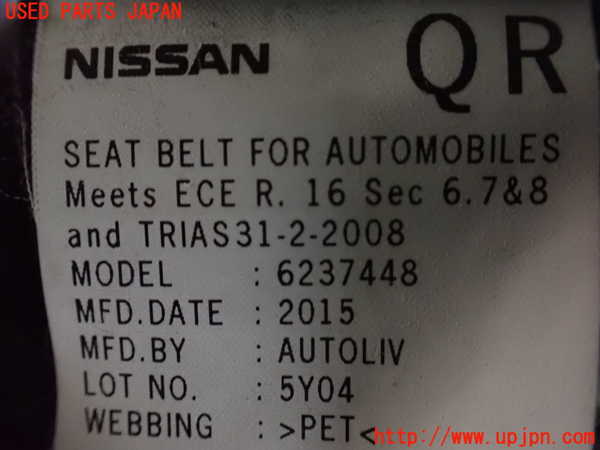 USED PARTS JAPAN
NISSAN QR
SEAT BELT FOR AUTOMOBILES
Meets ECE R. 16 Sec 6.7&8
and TRIAS31-2-2008
MODEL : 6237448
MFD.DATE : 2015
MFD.BY : AUTOLIV
LOT NO. : 5Y04
WEBBING : >PET<
http://www.upjpn.com